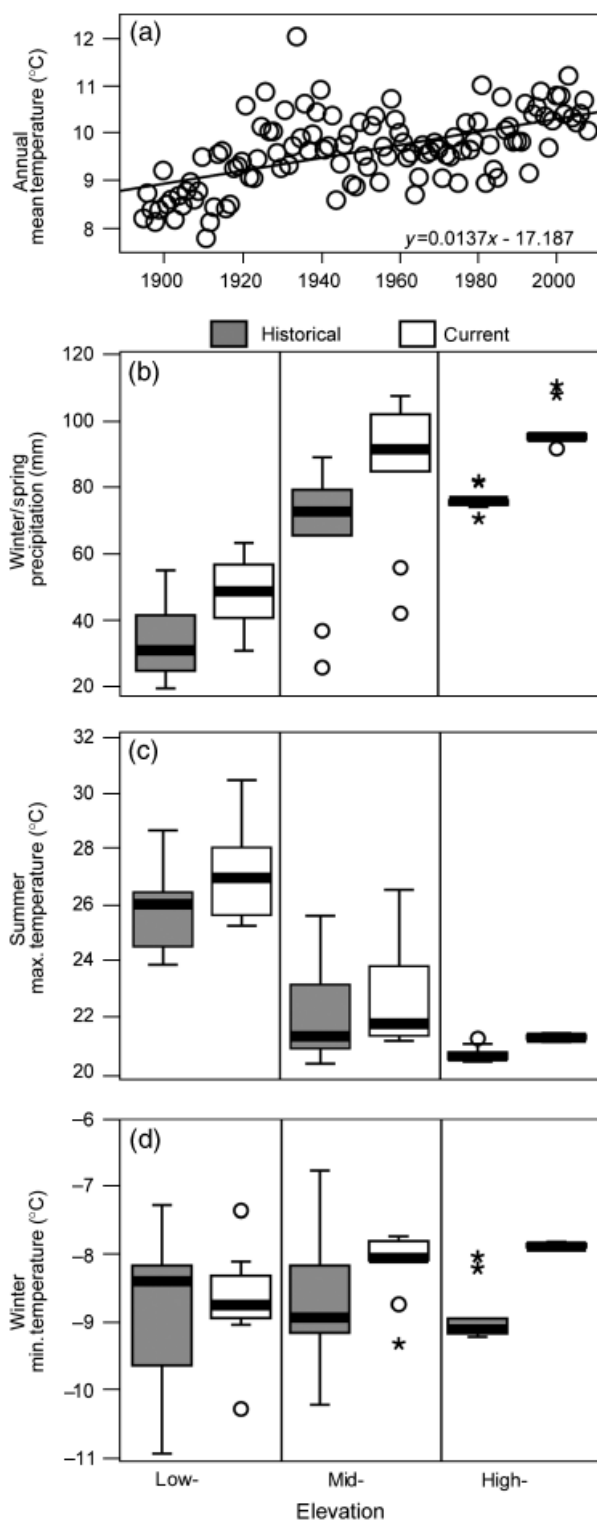 (a)
Annual
mean temperature (°C)
12
11
10
9
8
y=0.0137x - 17.187
1900 1920 1940 1960 1980 2000
Historical Current
(b)
Winter/spring
precipitation (mm)
120
100
80
60
40
20
(c)
Summer
max. temperature (°C)
32
30
28
26
24
22
20
(d)
Winter
min. temperature (°C)
–6
–7
–8
–9
–10
–11
Low- Mid- High-
Elevation